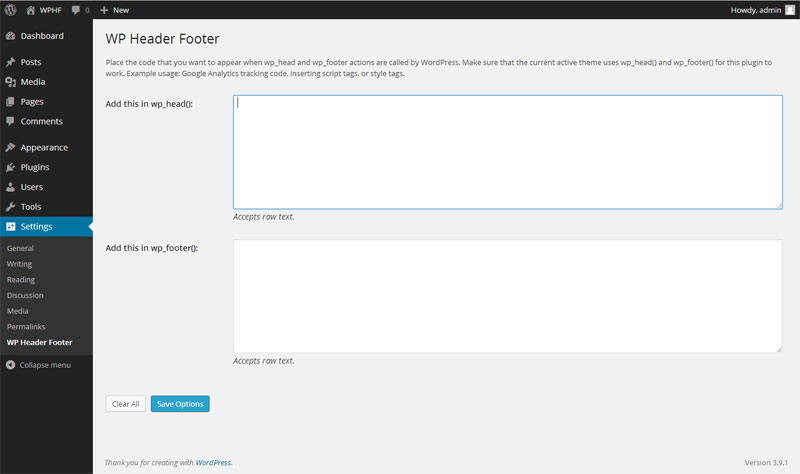 WPHF
0
New
Howdy, admin
Dashboard
Posts
Media
Pages
Comments
Appearance
Plugins
Users
Tools
Settings
General
Writing
Reading
Discussion
Media
Permalinks
WP Header Footer
Collapse menu
WP Header Footer
Place the code that you want to appear when wp_head and wp_footer actions are called by WordPress. Make sure that the current active theme uses wp_head() and wp_footer() for this plugin to
work. Example usage: Google Analytics tracking code, inserting script tags, or style tags.
Add this in wp_head():
Accepts raw text.
Add this in wp_footer():
Accepts raw text.
Clear All
Save Options
Thank you for creating with WordPress.
Version 3.9.1